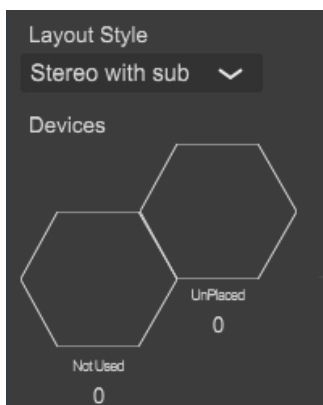 Layout Style
Stereo with sub
Devices
UnPlaced
0
Not Used
0